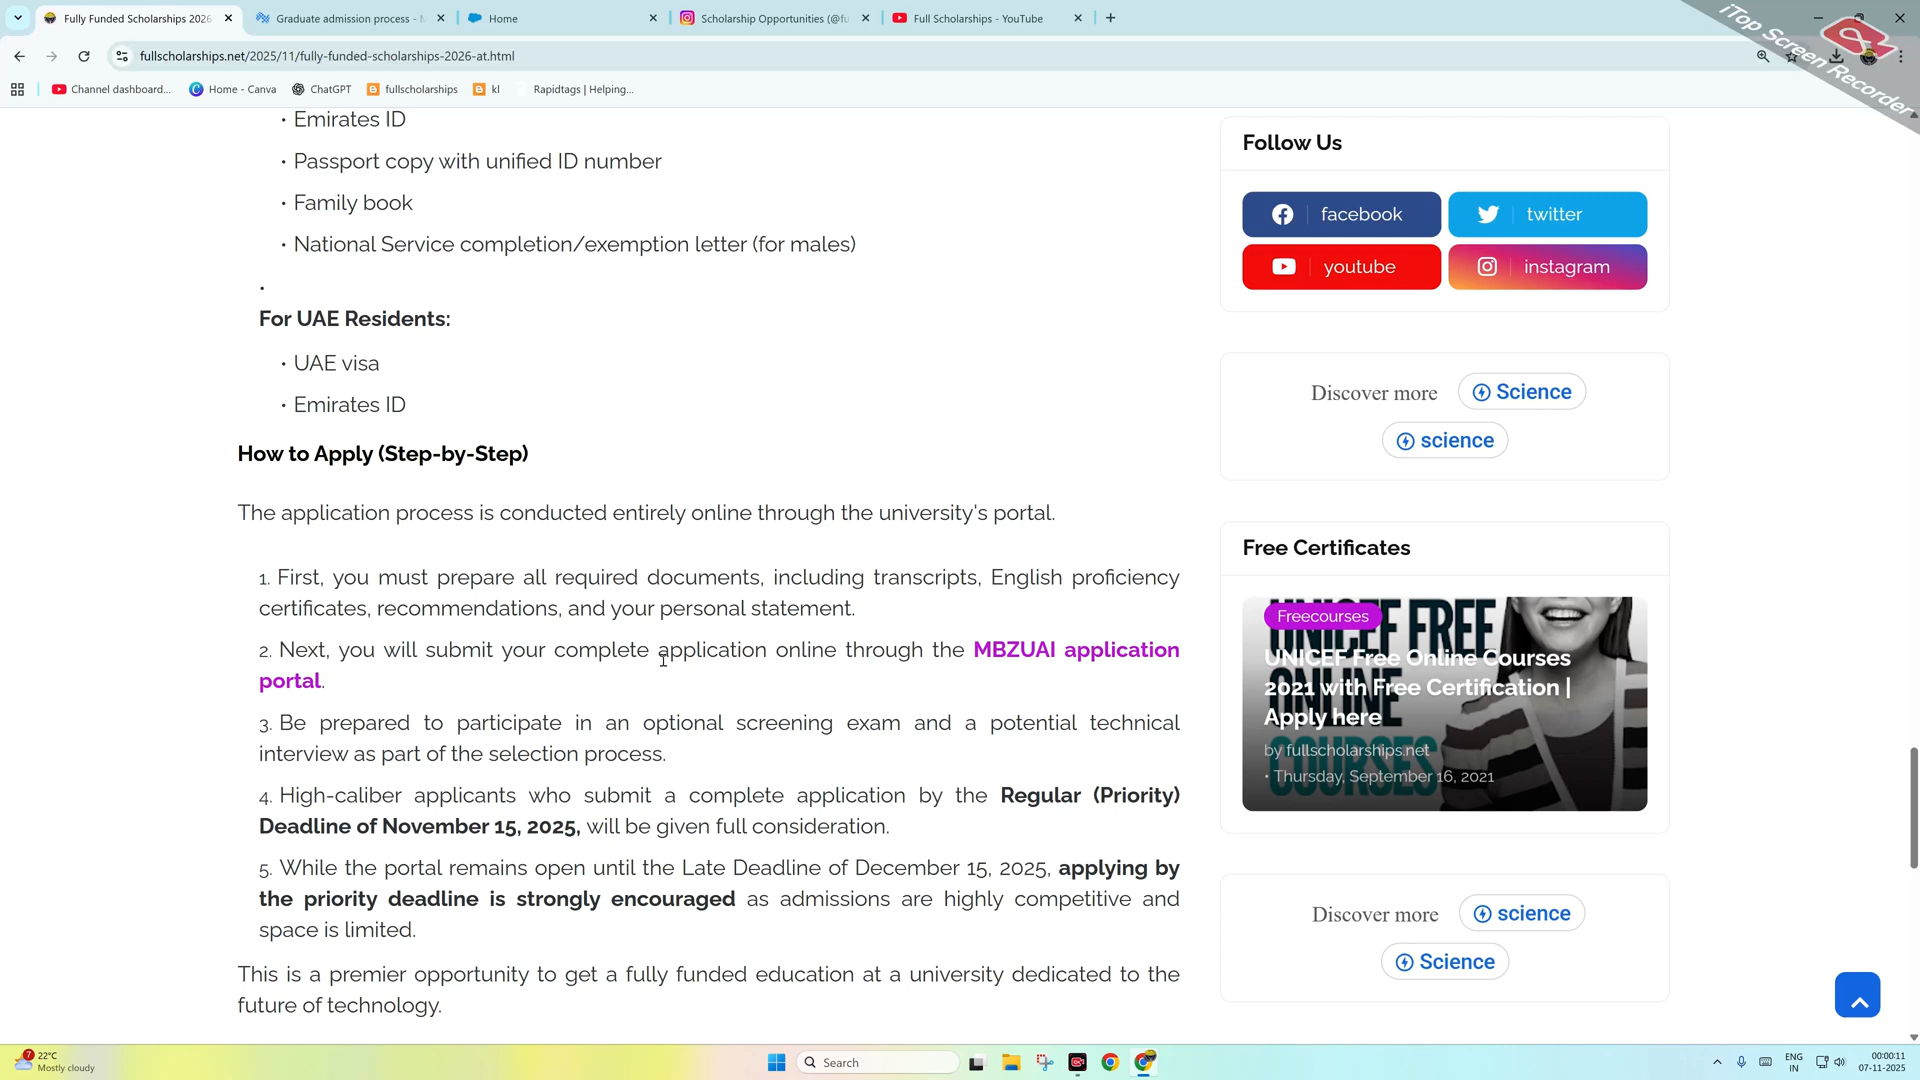 Fully Funded Scholarships 2026
Graduate admission process - M
Home
Scholarship Opportunities (@fu
Full Scholarships - YouTube
iTop Screen Recorder
fullscholarships.net/2025/11/fully-funded-scholarships-2026-at.html
Channel dashboard...
Home - Canva
ChatGPT
fullscholarships
kl
Rapidtags | Helping...
• Emirates ID
• Passport copy with unified ID number
• Family book
• National Service completion/exemption letter (for males)
•
For UAE Residents:
• UAE visa
• Emirates ID
How to Apply (Step-by-Step)
The application process is conducted entirely online through the university's portal.
1. First, you must prepare all required documents, including transcripts, English proficiency
certificates, recommendations, and your personal statement.
2. Next, you will submit your complete application online through the MBZUAI application
portal.
3. Be prepared to participate in an optional screening exam and a potential technical
interview as part of the selection process.
4. High-caliber applicants who submit a complete application by the Regular (Priority)
Deadline of November 15, 2025, will be given full consideration.
5. While the portal remains open until the Late Deadline of December 15, 2025, applying by
the priority deadline is strongly encouraged as admissions are highly competitive and
space is limited.
This is a premier opportunity to get a fully funded education at a university dedicated to the
future of technology.
Follow Us
facebook
twitter
youtube
instagram
Discover more
Science
science
Free Certificates
UNICEF FREE
ONLINE
COURSES
Freecourses
UNICEF Free Online Courses
2021 with Free Certification |
Apply here
by fullscholarships.net
• Thursday, September 16, 2021
Discover more
science
Science
7
22°C
Mostly cloudy
Search
ENG
IN
00:00:11
07-11-2025